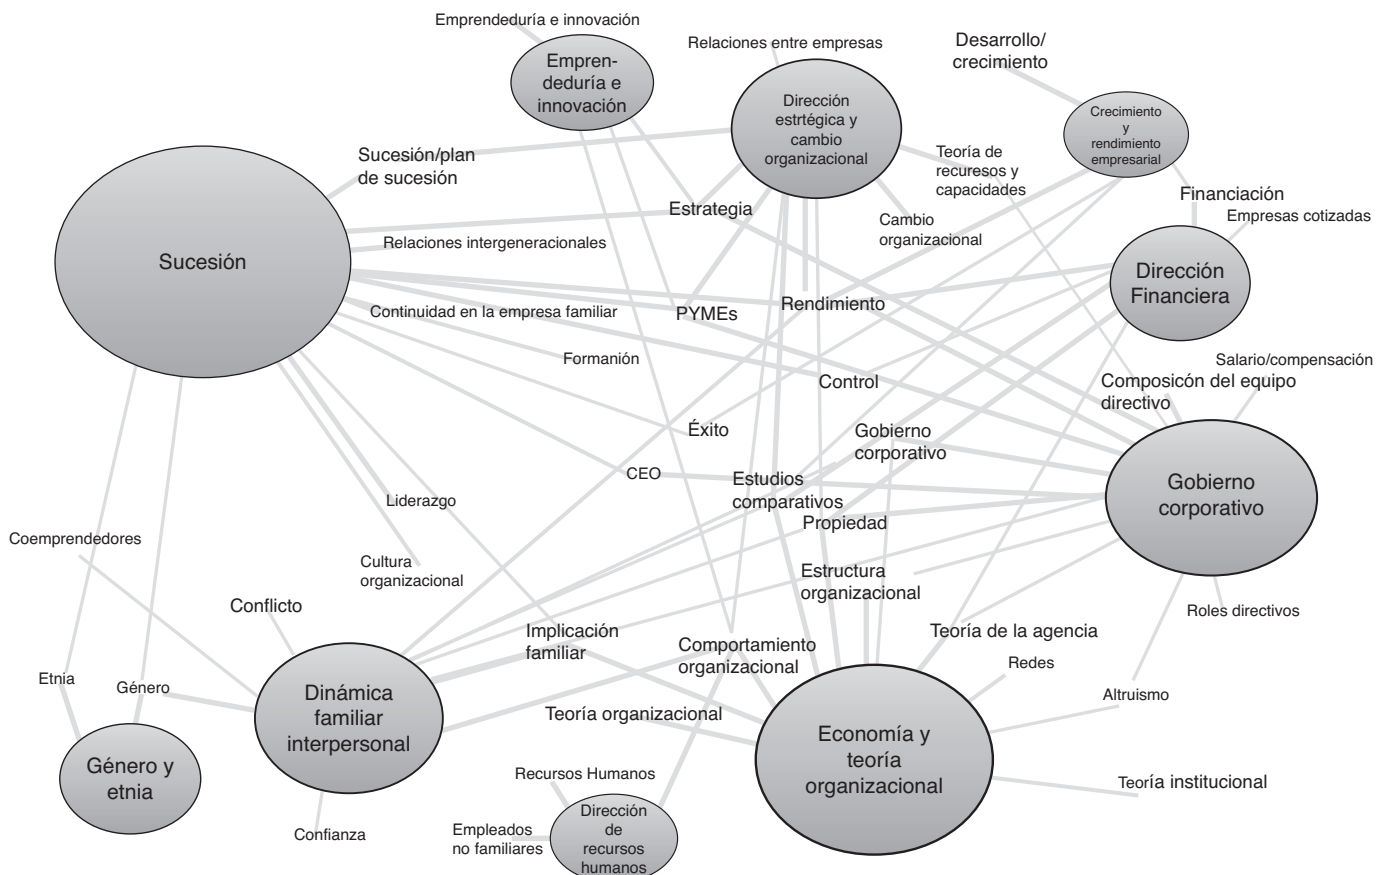 Emprendeduría e innovación
Empren-
deduría e
innovación
Relaciones entre empresas
Desarrollo/
crecimiento
Dirección
estrtégica y
cambio
organizacional
Crecimiento
y
rendimiento
empresarial
Sucesión/plan
de sucesión
Teoría de
recuresos y
capacidades
Financiación
Empresas cotizadas
Estrategia
Cambio
organizacional
Relaciones intergeneracionales
Sucesión
Dirección
Financiera
Continuidad en la empresa familiar
PYMEs
Rendimiento
Formanión
Salario/compensación
Control
Composicón del equipo
directivo
Éxito
Gobierno
corporativo
CEO
Estudios
comparativos
Gobierno
corporativo
Liderazgo
Propiedad
Coemprendedores
Cultura
organizacional
Estructura
organizacional
Conflicto
Roles directivos
Implicación
familiar
Comportamiento
organizacional
Teoría de la agencia
Redes
Etnia
Género
Altruismo
Dinámica
familiar
interpersonal
Teoría organizacional
Economía y
teoría
organizacional
Género y
etnia
Recursos Humanos
Teoría institucional
Confianza
Empleados
no familiares
Dirección
de
recursos
humanos